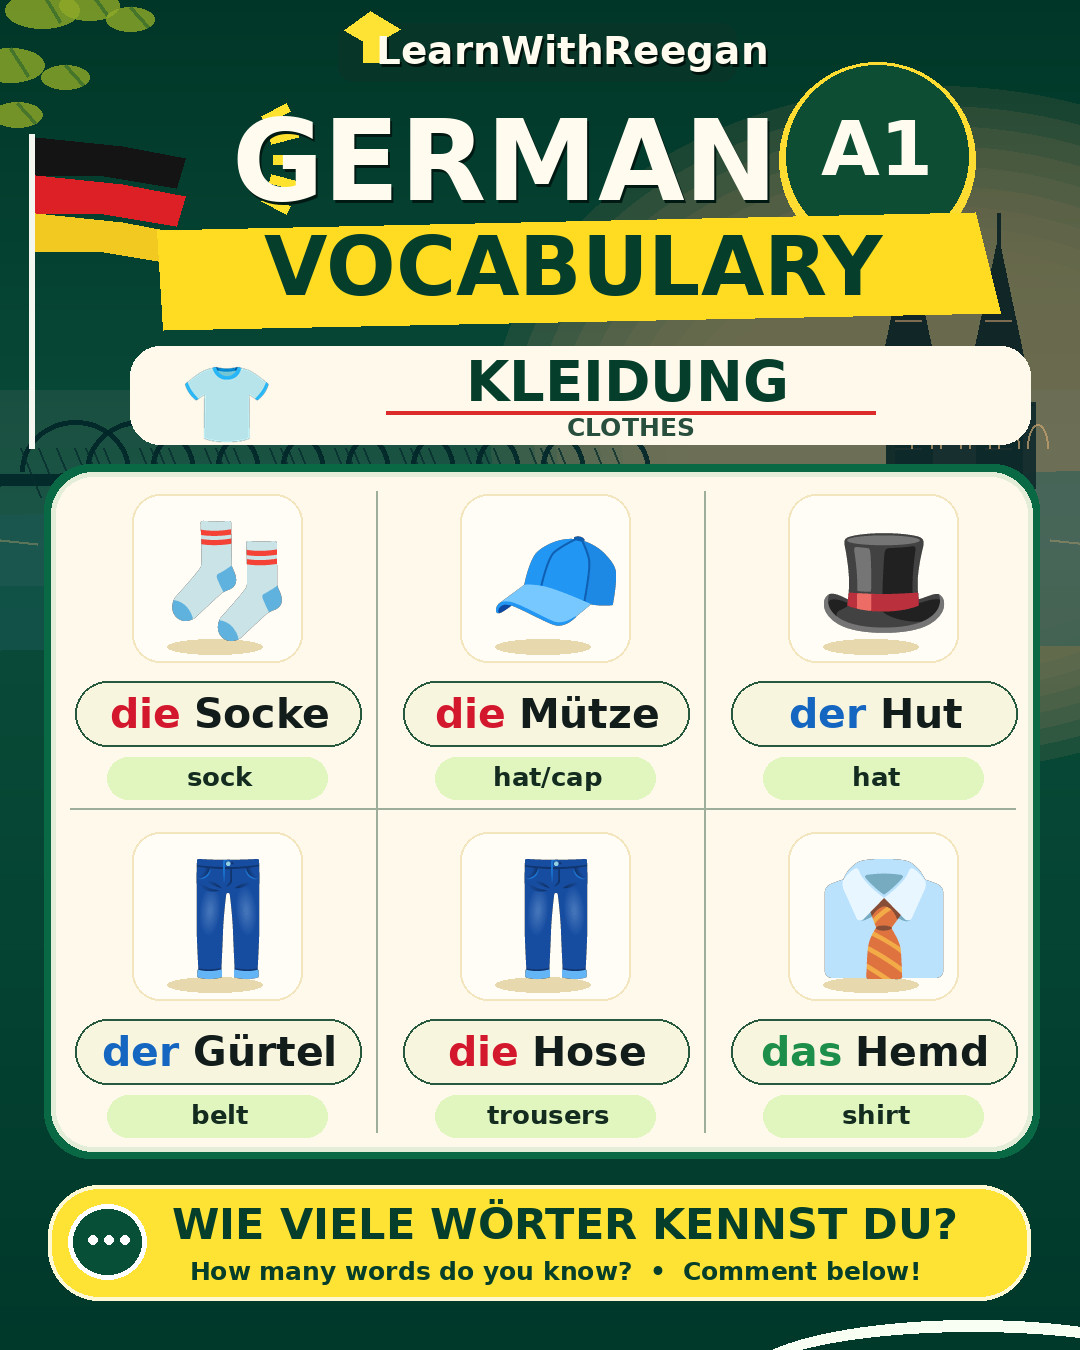 LearnWithReegan
GERMAN
A1
VOCABULARY
KLEIDUNG
CLOTHES
die Socke
sock
die Mütze
hat/cap
der Hut
hat
der Gürtel
belt
die Hose
trousers
das Hemd
shirt
WIE VIELE WÖRTER KENNST DU?
How many words do you know? • Comment below!